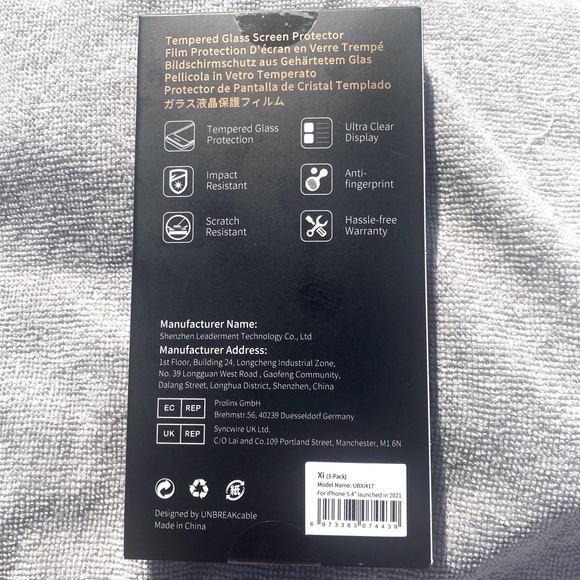 Tempered Glass Screen Protector
Film Protection D'écran en Verre Trempé
Bildschirmschutz aus Gehärtetem Glas
Pellicola in Vetro Temperato
Protector de Pantalla de Cristal Templado
ガラス液晶保護フィルム
Tempered Glass
Protection
Ultra Clear
Display
Impact
Resistant
Anti-
fingerprint
Scratch
Resistant
Hassle-free
Warranty
Manufacturer Name:
Shenzhen Leaderment Technology Co., Ltd
Manufacturer Address:
1st Floor, Building 24, Longcheng Industrial Zone,
No. 39 Longguan West Road , Gaofeng Community,
Dalang Street, Longhua District, Shenzhen, China
EC REP
Prolinx GmbH
Brehmstr.56, 40239 Duesseldorf Germany
UK REP
Syncwire UK Ltd.
C/O Lai and Co.109 Portland Street, Manchester, M1 6N
紙
Designed by UNBREAKcable
Made in China
Xi (3-Pack)
Model Name: UBXi417
For iPhone 5.4" launched in 2021
6 973383 074439